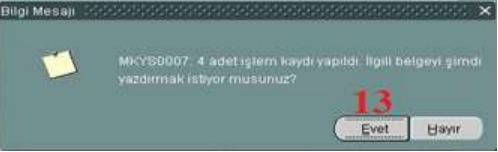 Bilgi Mesajı
MKYS0007: 4 adet işlem kaydı yapıldı. İlgili belgeyi şimdi
yazdırmak istiyor musunuz?
13
Evet Hayır